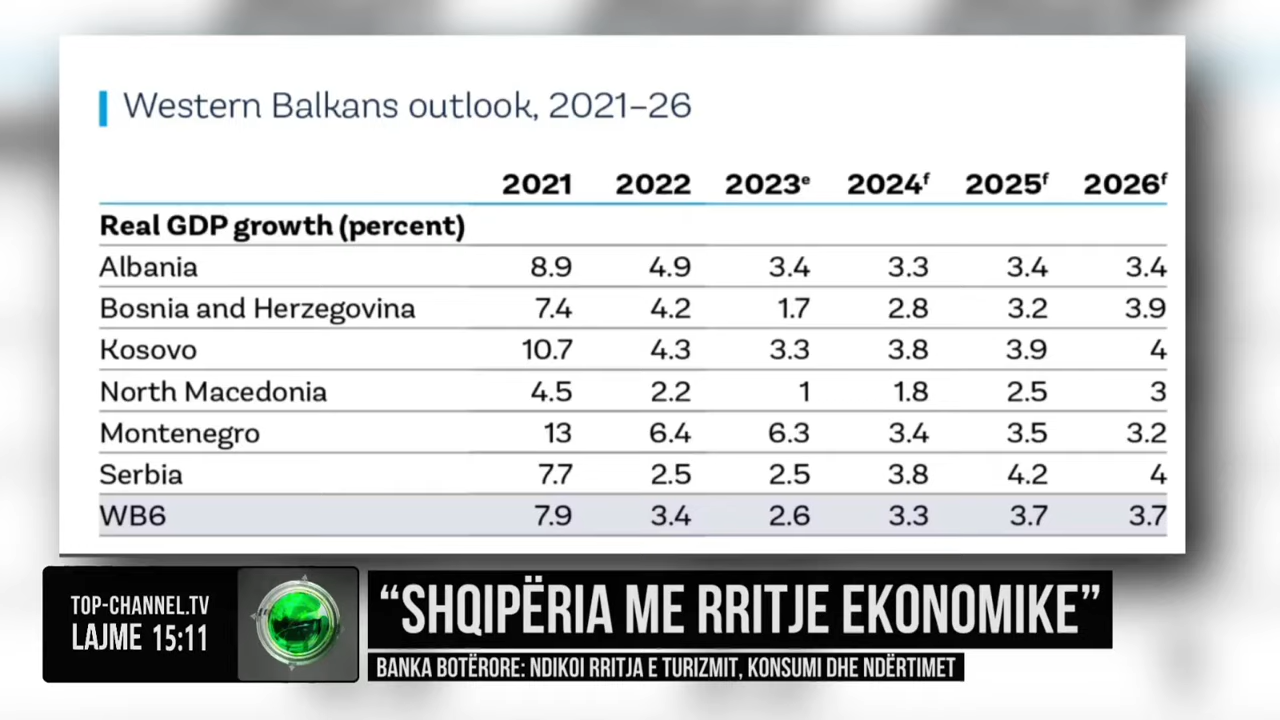 Western Balkans outlook, 2021–26
2021 2022 2023ᵉ 2024ᶠ 2025ᶠ 2026ᶠ
Real GDP growth (percent)
Albania 8.9 4.9 3.4 3.3 3.4 3.4
Bosnia and Herzegovina 7.4 4.2 1.7 2.8 3.2 3.9
Kosovo 10.7 4.3 3.3 3.8 3.9 4
North Macedonia 4.5 2.2 1 1.8 2.5 3
Montenegro 13 6.4 6.3 3.4 3.5 3.2
Serbia 7.7 2.5 2.5 3.8 4.2 4
WB6 7.9 3.4 2.6 3.3 3.7 3.7
TOP-CHANNEL.TV
LAJME 15:11
“SHQIPËRIA ME RRITJE EKONOMIKE”
BANKA BOTËRORE: NDIKOI RRITJA E TURIZMIT, KONSUMI DHE NDËRTIMET